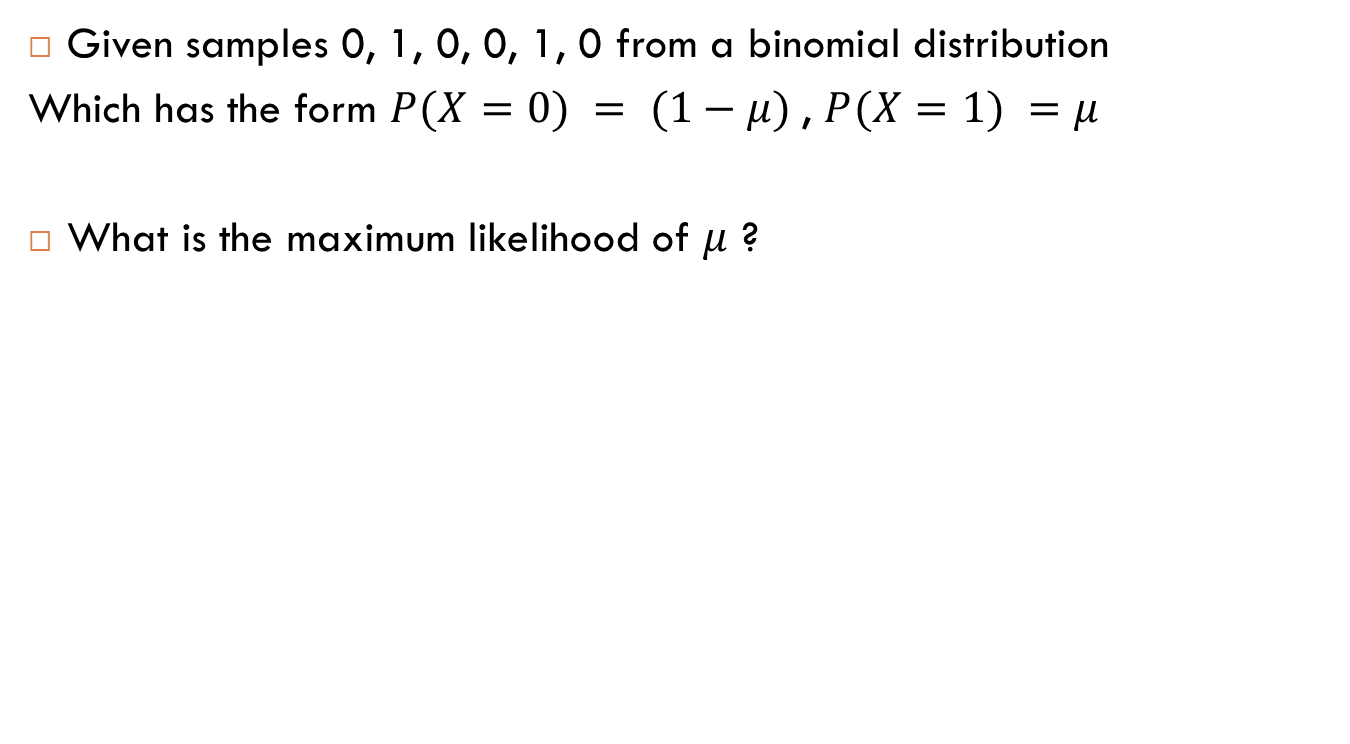 □ Given samples 0, 1, 0, 0, 1, 0 from a binomial distribution
Which has the form P(X = 0) = (1 − μ) , P(X = 1) = μ
□ What is the maximum likelihood of μ ?